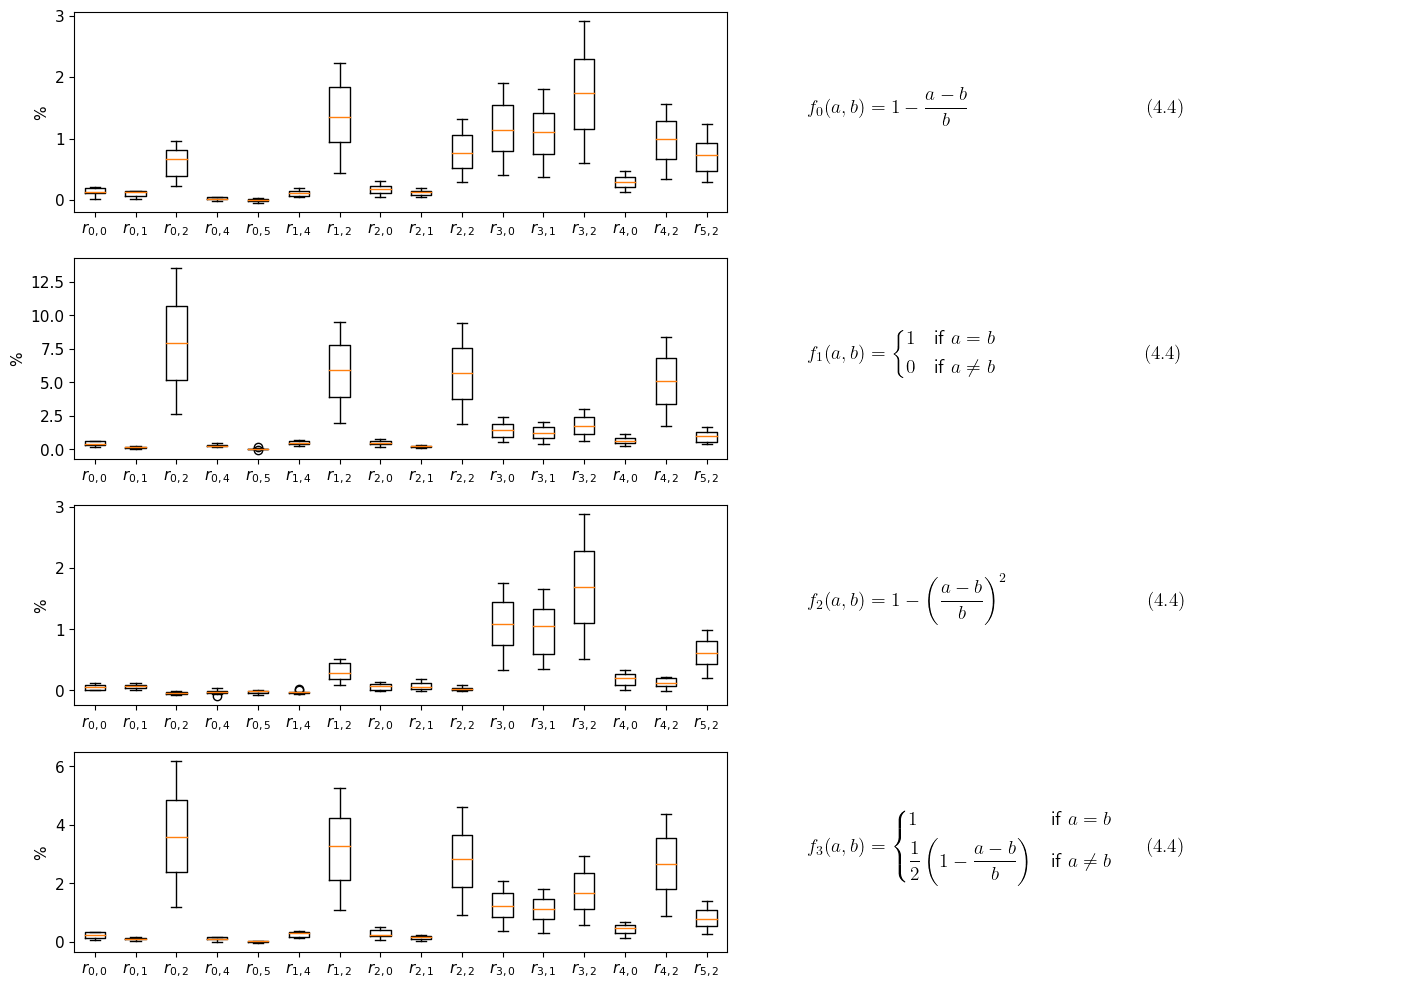 3
2
1
0
%
r0,0 r0,1 r0,2 r0,4 r0,5 r1,4 r1,2 r2,0 r2,1 r2,2 r3,0 r3,1 r3,2 r4,0 r4,2 r5,2
f0(a, b) = 1 − (a − b)/b (4.4)
12.5
10.0
7.5
5.0
2.5
0.0
%
r0,0 r0,1 r0,2 r0,4 r0,5 r1,4 r1,2 r2,0 r2,1 r2,2 r3,0 r3,1 r3,2 r4,0 r4,2 r5,2
f1(a, b) = { 1 if a = b
0 if a ≠ b (4.4)
3
2
1
0
%
r0,0 r0,1 r0,2 r0,4 r0,5 r1,4 r1,2 r2,0 r2,1 r2,2 r3,0 r3,1 r3,2 r4,0 r4,2 r5,2
f2(a, b) = 1 − ((a − b)/b)² (4.4)
6
4
2
0
%
r0,0 r0,1 r0,2 r0,4 r0,5 r1,4 r1,2 r2,0 r2,1 r2,2 r3,0 r3,1 r3,2 r4,0 r4,2 r5,2
f3(a, b) = { 1 if a = b
1/2 (1 − (a − b)/b) if a ≠ b (4.4)